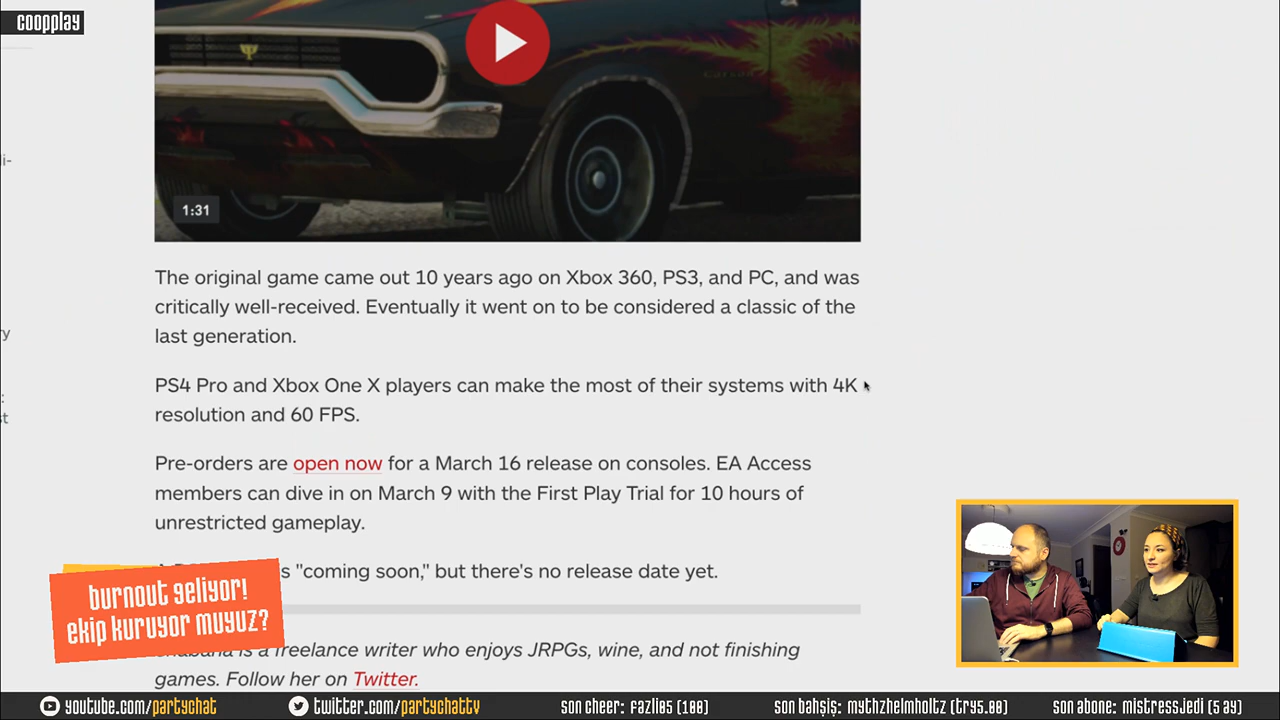 coopplay
1:31
The original game came out 10 years ago on Xbox 360, PS3, and PC, and was
critically well-received. Eventually it went on to be considered a classic of the
last generation.
PS4 Pro and Xbox One X players can make the most of their systems with 4K
resolution and 60 FPS.
Pre-orders are open now for a March 16 release on consoles. EA Access
members can dive in on March 9 with the First Play Trial for 10 hours of
unrestricted gameplay.
"coming soon," but there's no release date yet.
burnout geliyor!
ekip kuruyor muyuz?
is a freelance writer who enjoys JRPGs, wine, and not finishing
games. Follow her on Twitter.
youtube.com/partychat
twitter.com/partychattv
son cheer: fazli05 (100)
son bahşiş: mythzhelmholtz (try5.00)
son abone: mistressJedi (5 ay)